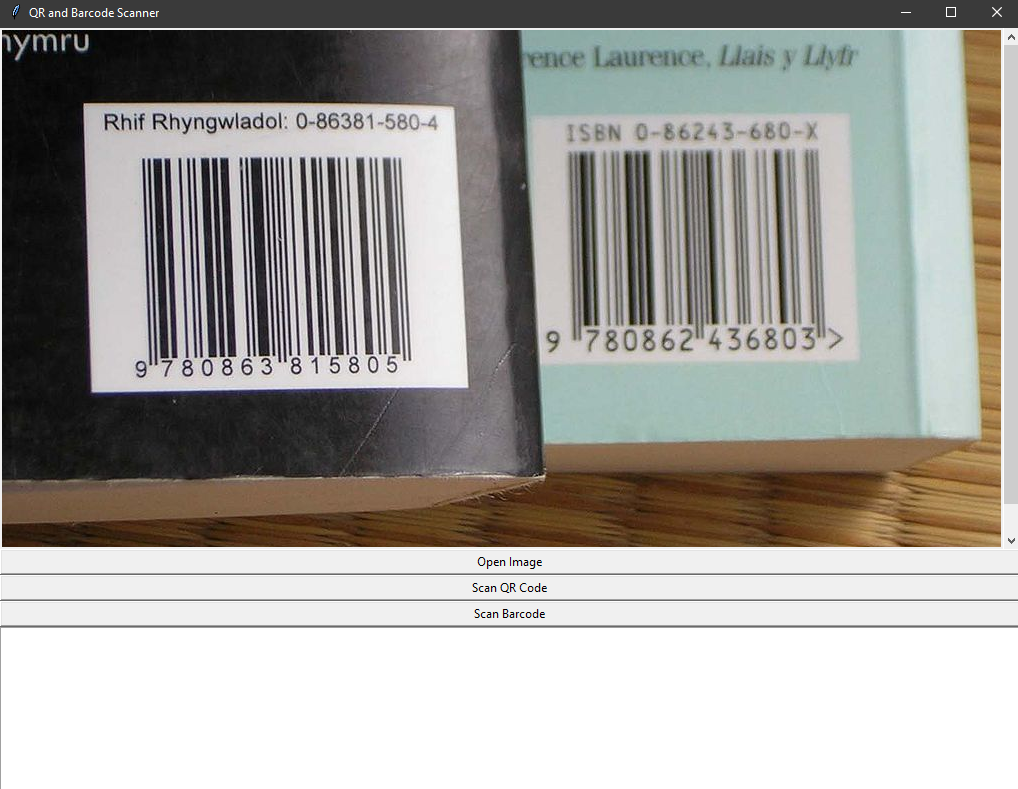 QR and Barcode Scanner
hymru
Rhif Rhyngwladol: 0-86381-580-4
9 780863 815805
rence Laurence, Llais y Llyfr
ISBN 0-86243-680-X
9 780862 436803 >
Open Image
Scan QR Code
Scan Barcode